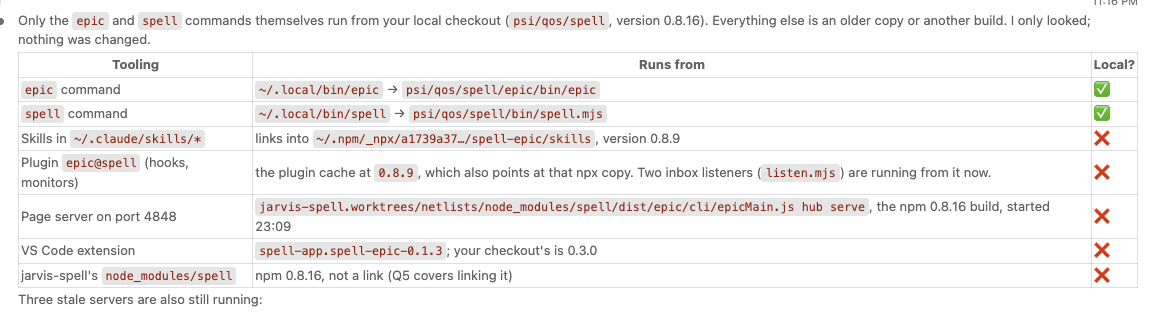 11:16 PM
Only the epic and spell commands themselves run from your local checkout ( psi/qos/spell , version 0.8.16). Everything else is an older copy or another build. I only looked;
nothing was changed.
Tooling Runs from Local?
epic command ~/.local/bin/epic → psi/qos/spell/epic/bin/epic ✅
spell command ~/.local/bin/spell → psi/qos/spell/bin/spell.mjs ✅
Skills in ~/.claude/skills/* links into ~/.npm/_npx/a1739a37…/spell-epic/skills , version 0.8.9 ❌
Plugin epic@spell (hooks,
monitors) the plugin cache at 0.8.9 , which also points at that npx copy. Two inbox listeners ( listen.mjs ) are running from it now. ❌
Page server on port 4848 jarvis-spell.worktrees/netlists/node_modules/spell/dist/epic/cli/epicMain.js hub serve , the npm 0.8.16 build, started
23:09 ❌
VS Code extension spell-app.spell-epic-0.1.3 ; your checkout's is 0.3.0 ❌
jarvis-spell's node_modules/spell npm 0.8.16, not a link (Q5 covers linking it) ❌
Three stale servers are also still running: